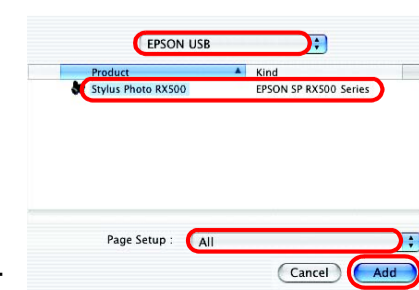 EPSON USB
Product Kind
Stylus Photo RX500 EPSON SP RX500 Series
Page Setup : All
Cancel Add
.